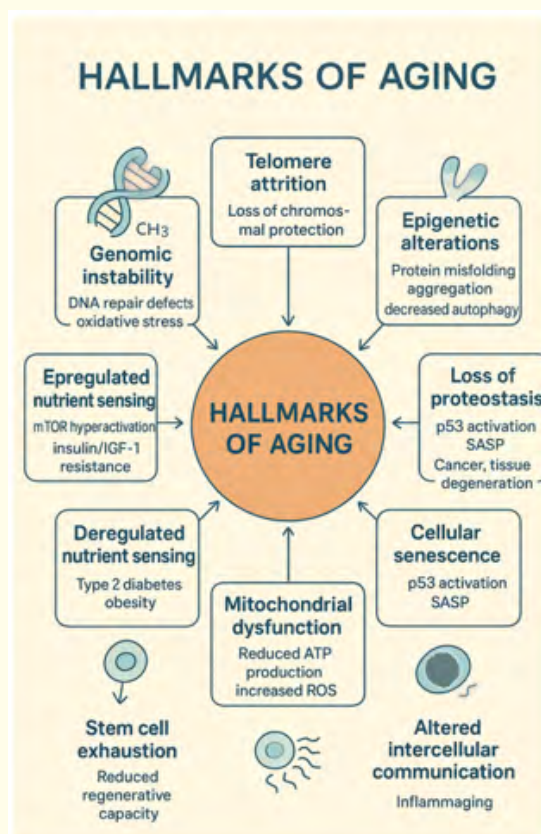 HALLMARKS OF AGING
Telomere
attrition
Loss of chromos-
mal protection
CH3
Genomic
instability
DNA repair defects
oxidative stress
Epigenetic
alterations
Protein misfolding
aggregation
decreased autophagy
Epregulated
nutrient sensing
mTOR hyperactivation
insulin/IGF-1
resistance
HALLMARKS
OF AGING
Loss of
proteostasis
p53 activation
SASP
Cancer, tissue
degeneration
Deregulated
nutrient sensing
Type 2 diabetes
obesity
Mitochondrial
dysfunction
Reduced ATP
production
increased ROS
Cellular
senescence
p53 activation
SASP
Stem cell
exhaustion
Reduced
regenerative
capacity
Altered
intercellular
communication
Inflammaging